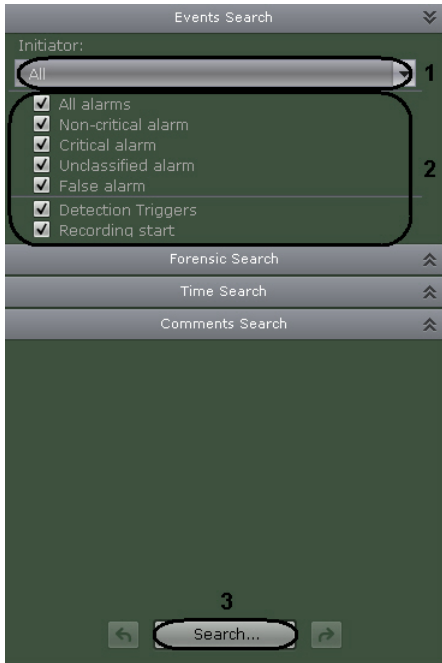 Events Search
Initiator:
All
1
All alarms
Non-critical alarm
Critical alarm
Unclassified alarm
2
False alarm
Detection Triggers
Recording start
Forensic Search
Time Search
Comments Search
3
Search...